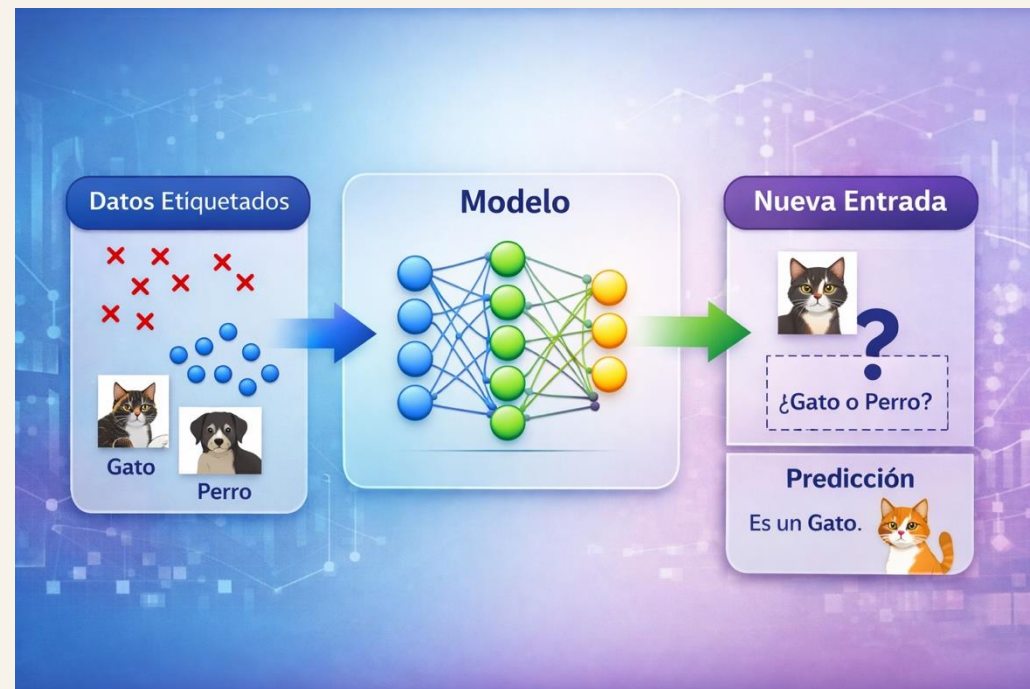 Datos Etiquetados
Gato
Perro
Modelo
Nueva Entrada
?
¿Gato o Perro?
Predicción
Es un Gato.